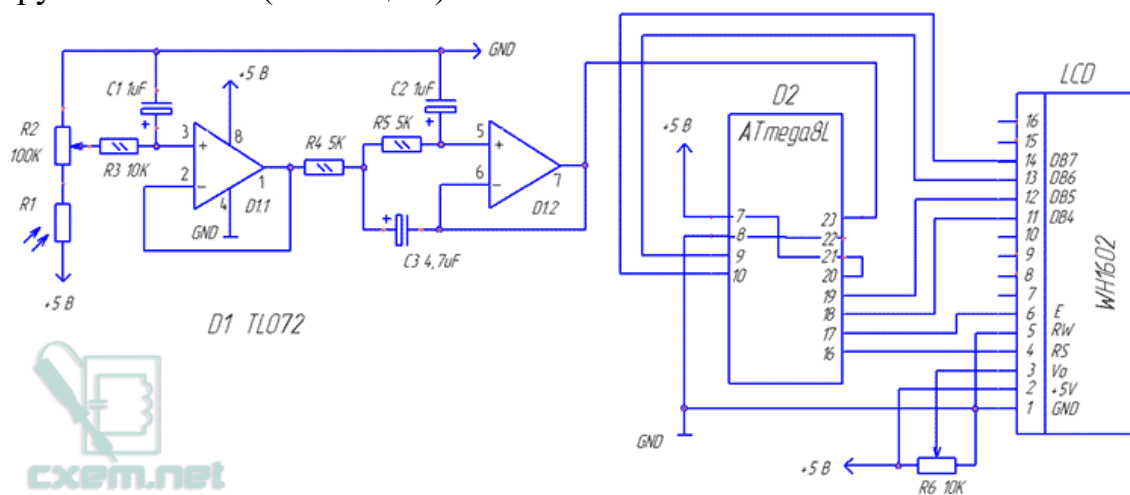 GND
+5 В
C1 1uF
+
R2
100K
R3 10K
3
2
+
−
8
4
1
D1.1
GND
R1
+5 В
D1 TL072
C2 1uF
+
R4 5K
R5 5K
5
6
+
−
7
D1.2
+
C3 4,7uF
D2
ATmega8L
+5 В
7
8
9
10
23
22
21
20
19
18
17
16
GND
LCD
WH1602
16
15
14 DB7
13 DB6
12 DB5
11 DB4
10
9
8
7
6 E
5 RW
4 RS
3 Vo
2 +5V
1 GND
+5 В
R6 10K
cxem.net